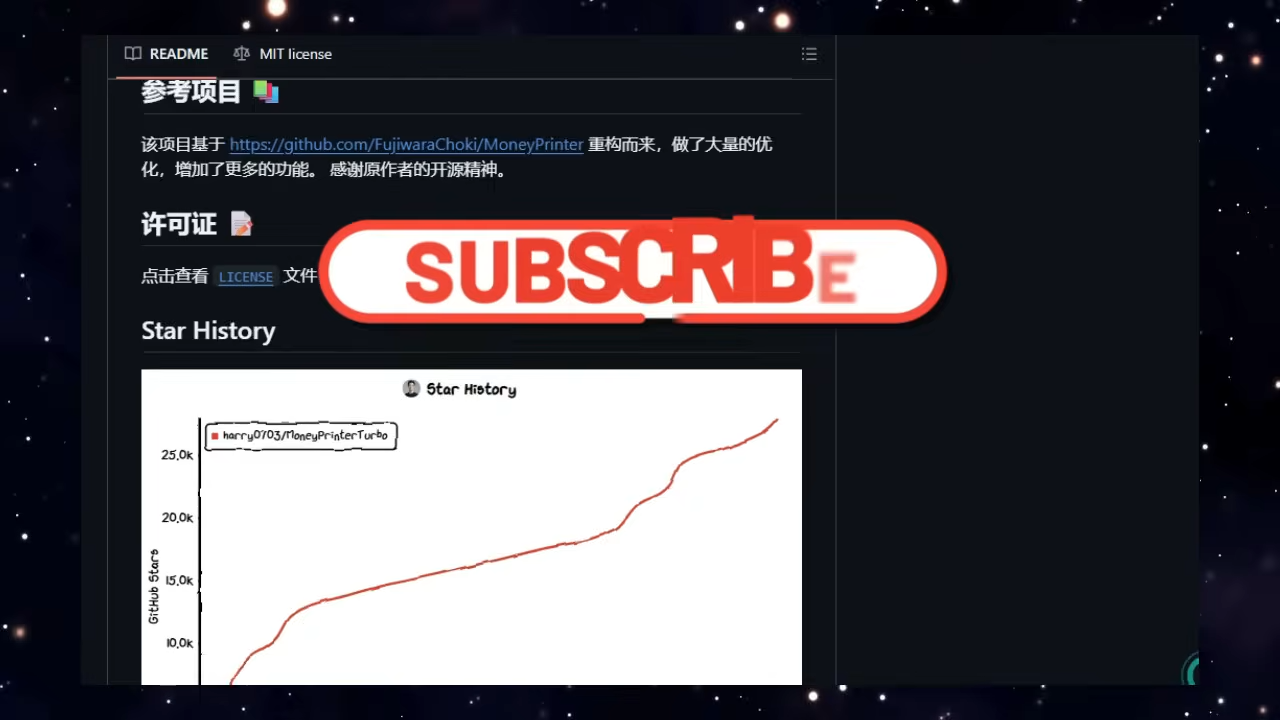 README
MIT license
参考项目
该项目基于 https://github.com/FujiwaraChoki/MoneyPrinter 重构而来，做了大量的优
化，增加了更多的功能。 感谢原作者的开源精神。
许可证
点击查看 LICENSE 文件
SUBSCRIBE
Star History
Star History
harry0703/MoneyPrinterTurbo
25.0k
20.0k
15.0k
10.0k
GitHub Stars